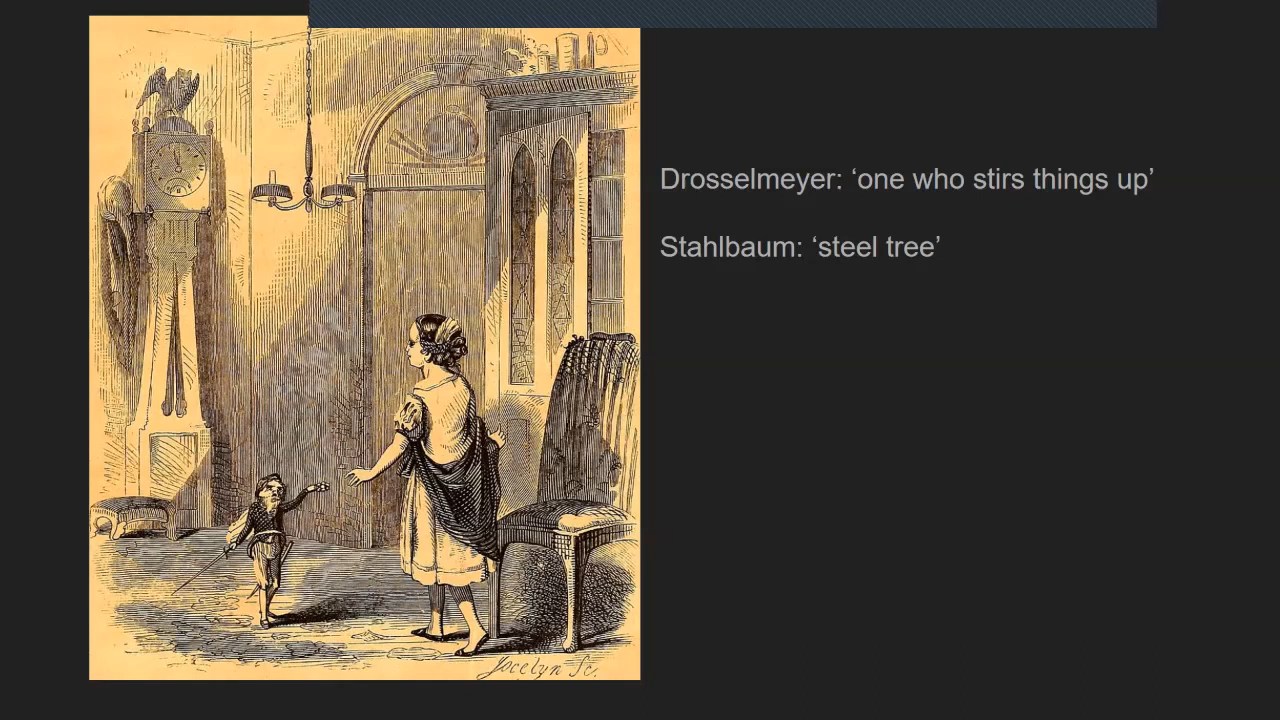 Drosselmeyer: ‘one who stirs things up’
Stahlbaum: ‘steel tree’
Jocelyn Sc.